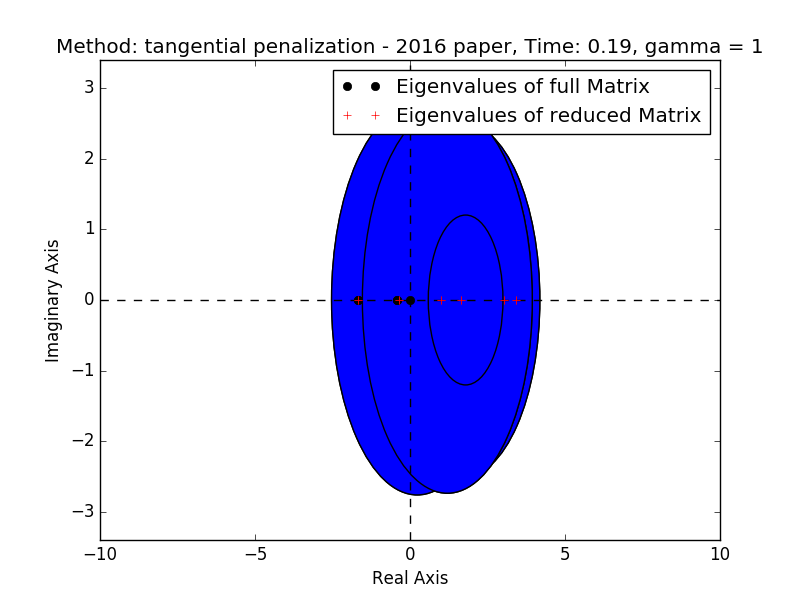 Method: tangential penalization - 2016 paper, Time: 0.19, gamma = 1
Eigenvalues of full Matrix
Eigenvalues of reduced Matrix
3
2
1
0
−1
−2
−3
Imaginary Axis
−10
−5
0
5
10
Real Axis